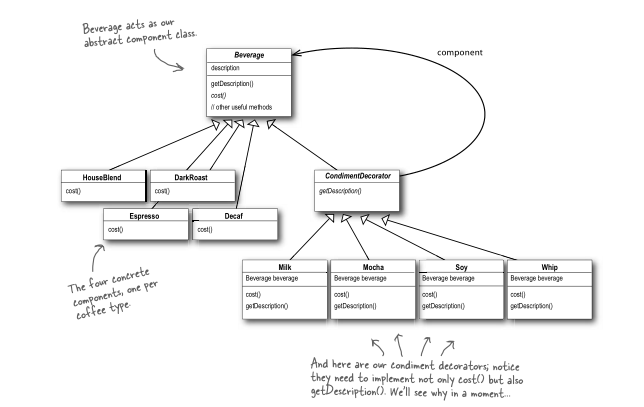 Beverage acts as our
abstract component class.
component
Beverage
description
getDescription()
cost()
// other useful methods
HouseBlend
cost()
DarkRoast
cost()
CondimentDecorator
getDescription()
Espresso
cost()
Decaf
cost()
The four concrete
components, one per
coffee type.
Milk
Beverage beverage
cost()
getDescription()
Mocha
Beverage beverage
cost()
getDescription()
Soy
Beverage beverage
cost()
getDescription()
Whip
Beverage beverage
cost()
getDescription()
And here are our condiment decorators; notice
they need to implement not only cost() but also
getDescription(). We'll see why in a moment...